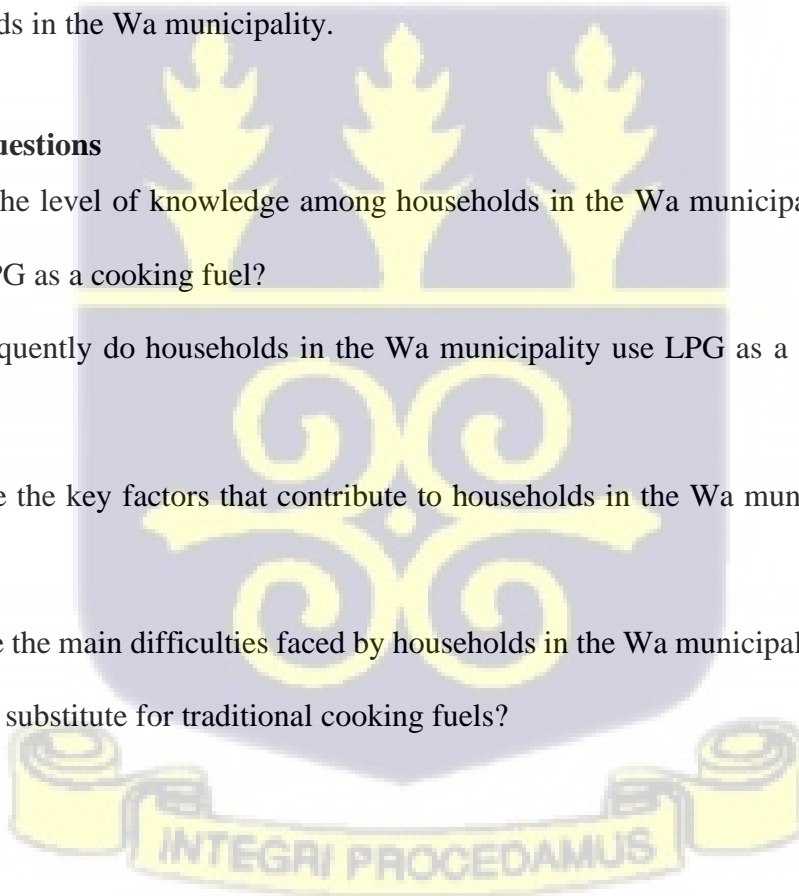 ds in the Wa municipality.
uestions
he level of knowledge among households in the Wa municipa
PG as a cooking fuel?
quently do households in the Wa municipality use LPG as a
e the key factors that contribute to households in the Wa mun
e the main difficulties faced by households in the Wa municipal
substitute for traditional cooking fuels?
INTEGRI PROCEDAMUS